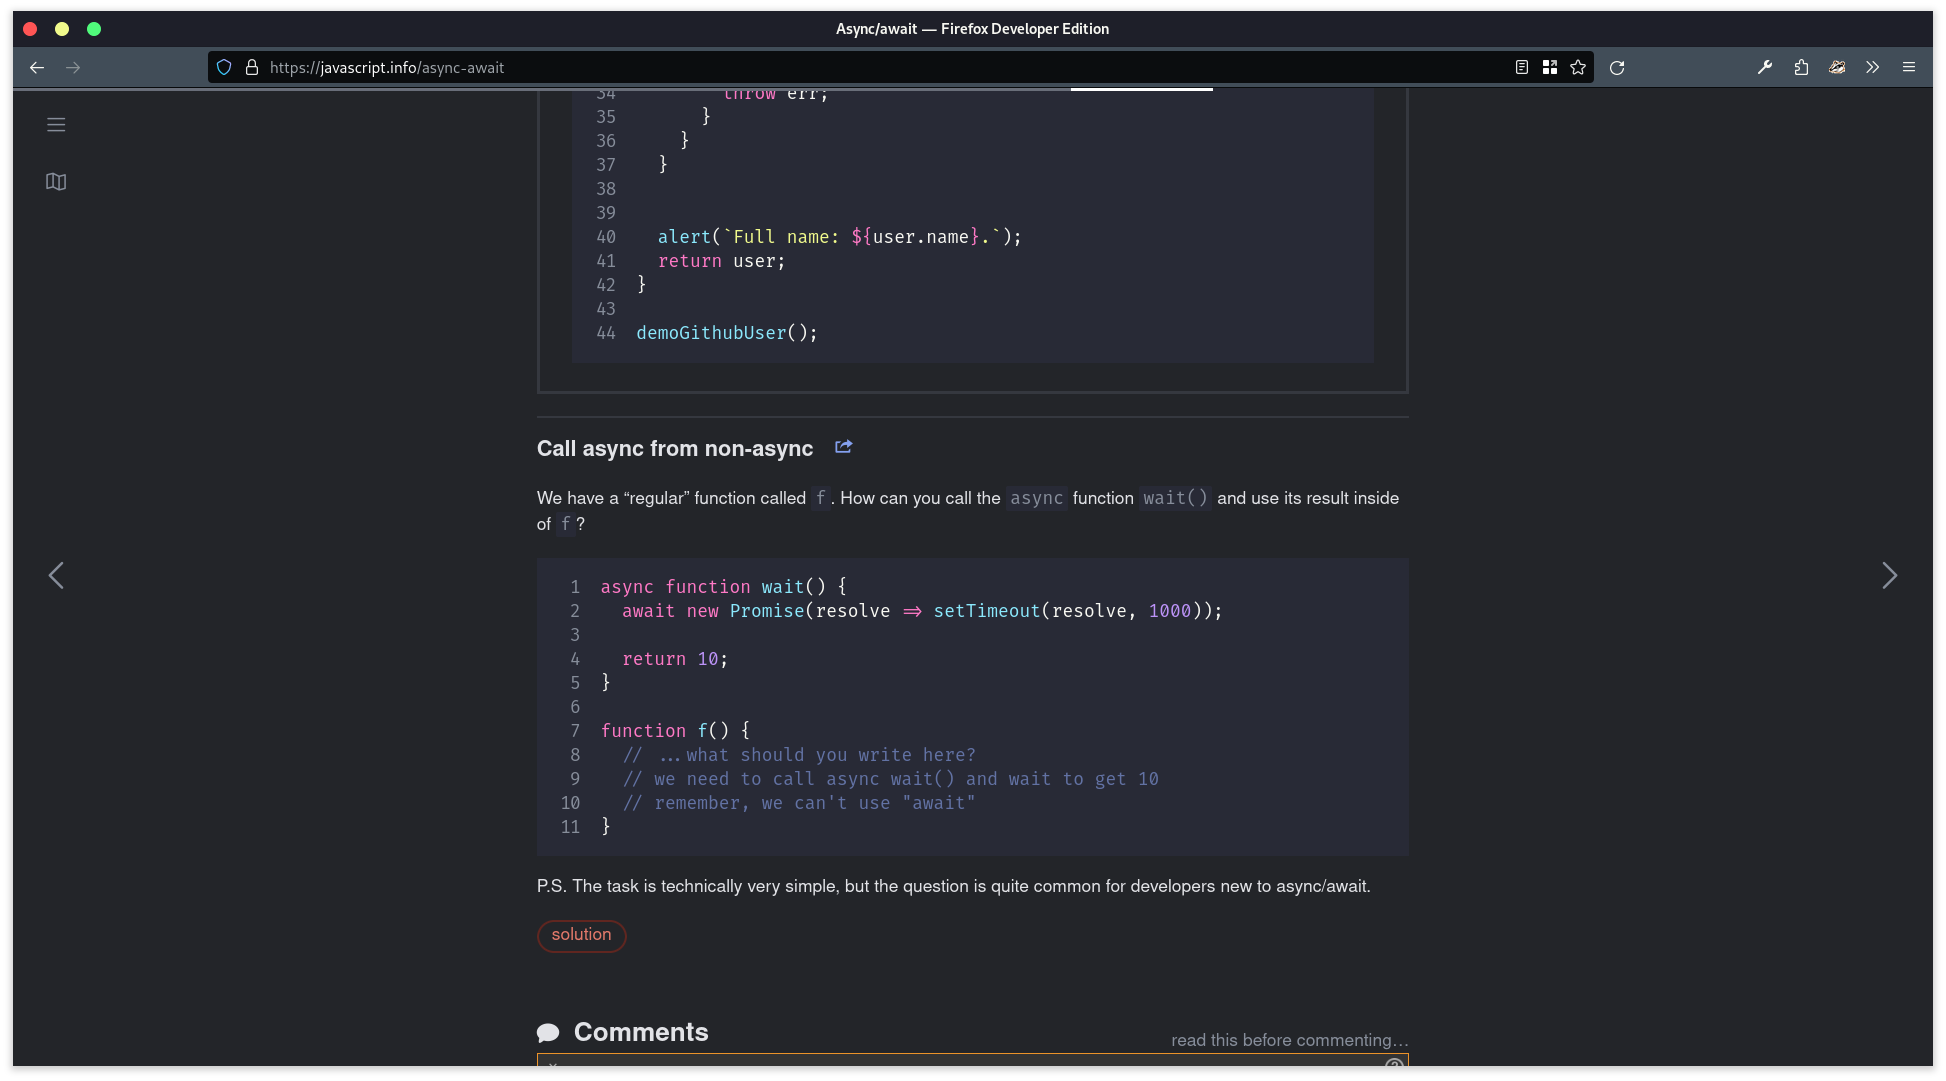 Async/await — Firefox Developer Edition
https://javascript.info/async-await
34 throw err;
35 }
36 }
37 }
38
39
40 alert(`Full name: ${user.name}.`);
41 return user;
42 }
43
44 demoGithubUser();
Call async from non-async
We have a “regular” function called f. How can you call the async function wait() and use its result inside
of f?
1 async function wait() {
2 await new Promise(resolve => setTimeout(resolve, 1000));
3
4 return 10;
5 }
6
7 function f() {
8 // ...what should you write here?
9 // we need to call async wait() and wait to get 10
10 // remember, we can't use "await"
11 }
P.S. The task is technically very simple, but the question is quite common for developers new to async/await.
solution
Comments
read this before commenting…